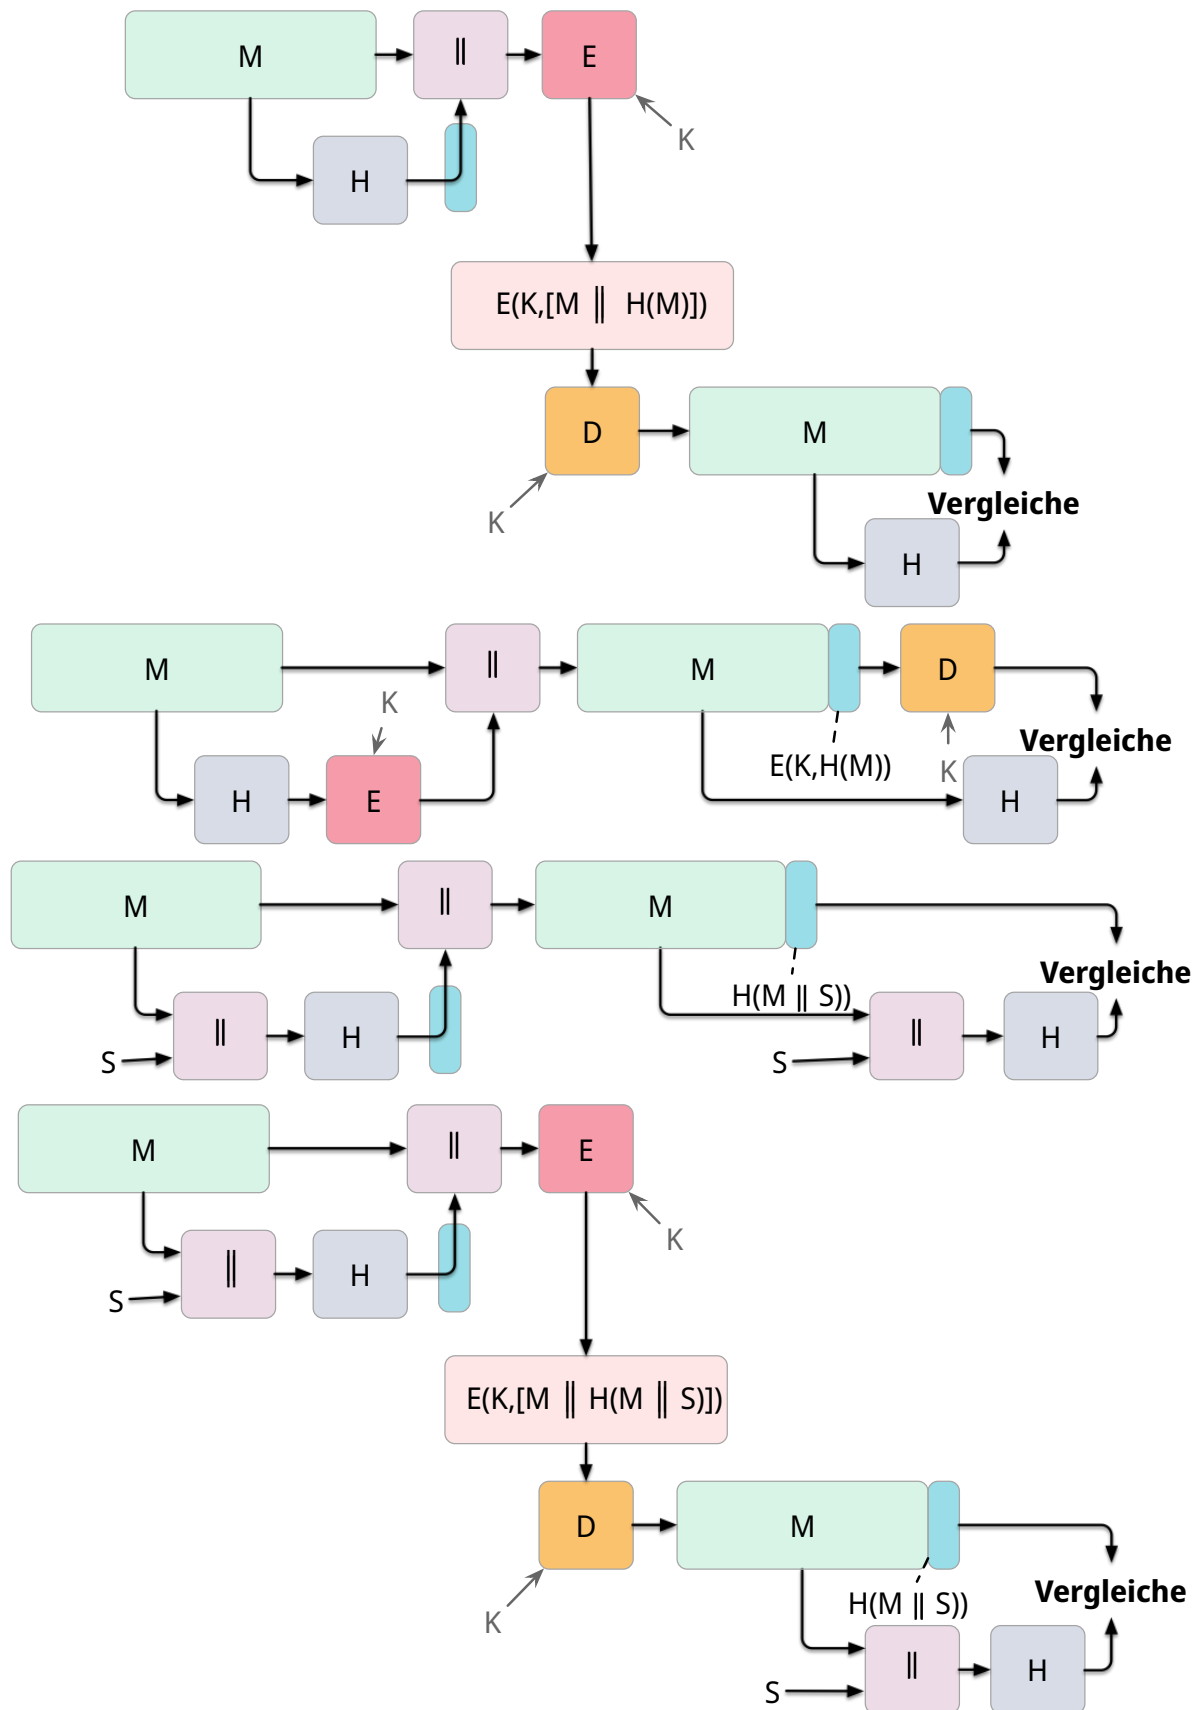 M ‖ E
K
H
E(K,[M ‖ H(M)])
D M
K
Vergleiche
H
M ‖ M D
K
Vergleiche
E(K,H(M))
K
H E H
M ‖ M
Vergleiche
H(M ‖ S))
‖ H ‖ H
S S
M ‖ E
K
‖ H
S
E(K,[M ‖ H(M ‖ S)])
D M
K
Vergleiche
H(M ‖ S))
‖ H
S